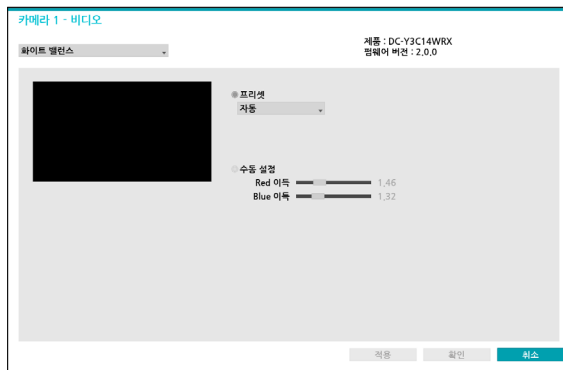 카메라 1 - 비디오
화이트 밸런스
제품 : DC-Y3C14WRX
펌웨어 버전 : 2.0.0
프리셋
자동
수동 설정
Red 이득 1.46
Blue 이득 1.32
적용 확인 취소